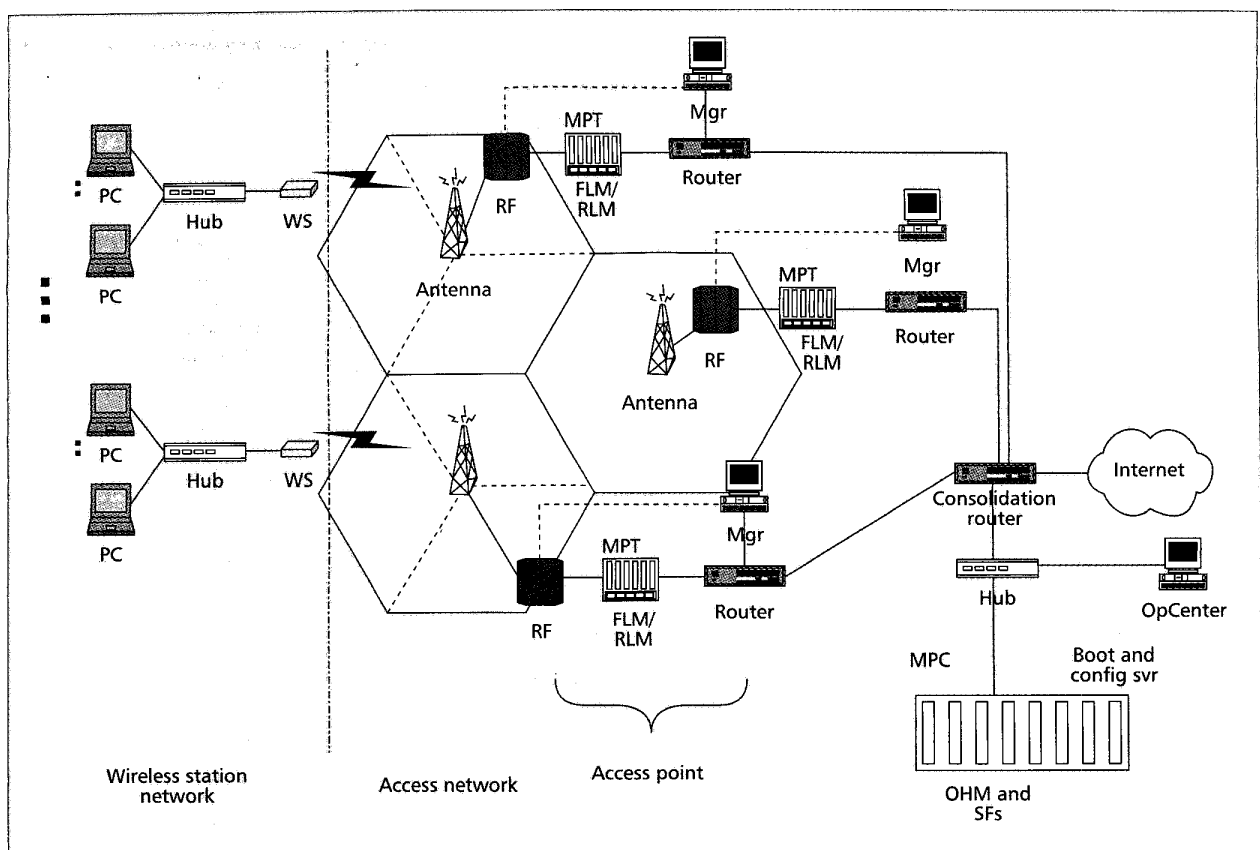 Mgr
MPT
Router
PC
Hub
WS
RF
FLM/
RLM
PC
Antenna
Mgr
MPT
Router
RF
FLM/
RLM
Antenna
PC
Hub
WS
PC
Internet
Consolidation
router
Mgr
MPT
Hub
OpCenter
RF
FLM/
RLM
Router
MPC
Boot and
config svr
Access point
Wireless station
network
Access network
OHM and
SFs